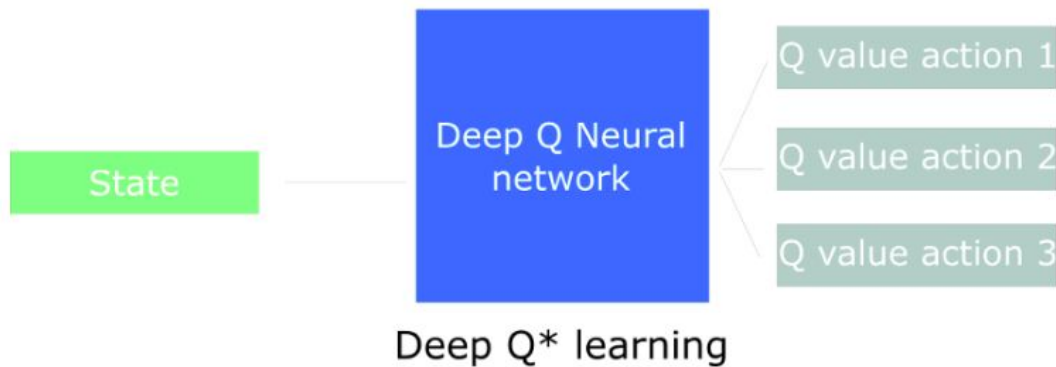 State
Deep Q Neural
network
Q value action 1
Q value action 2
Q value action 3
Deep Q* learning